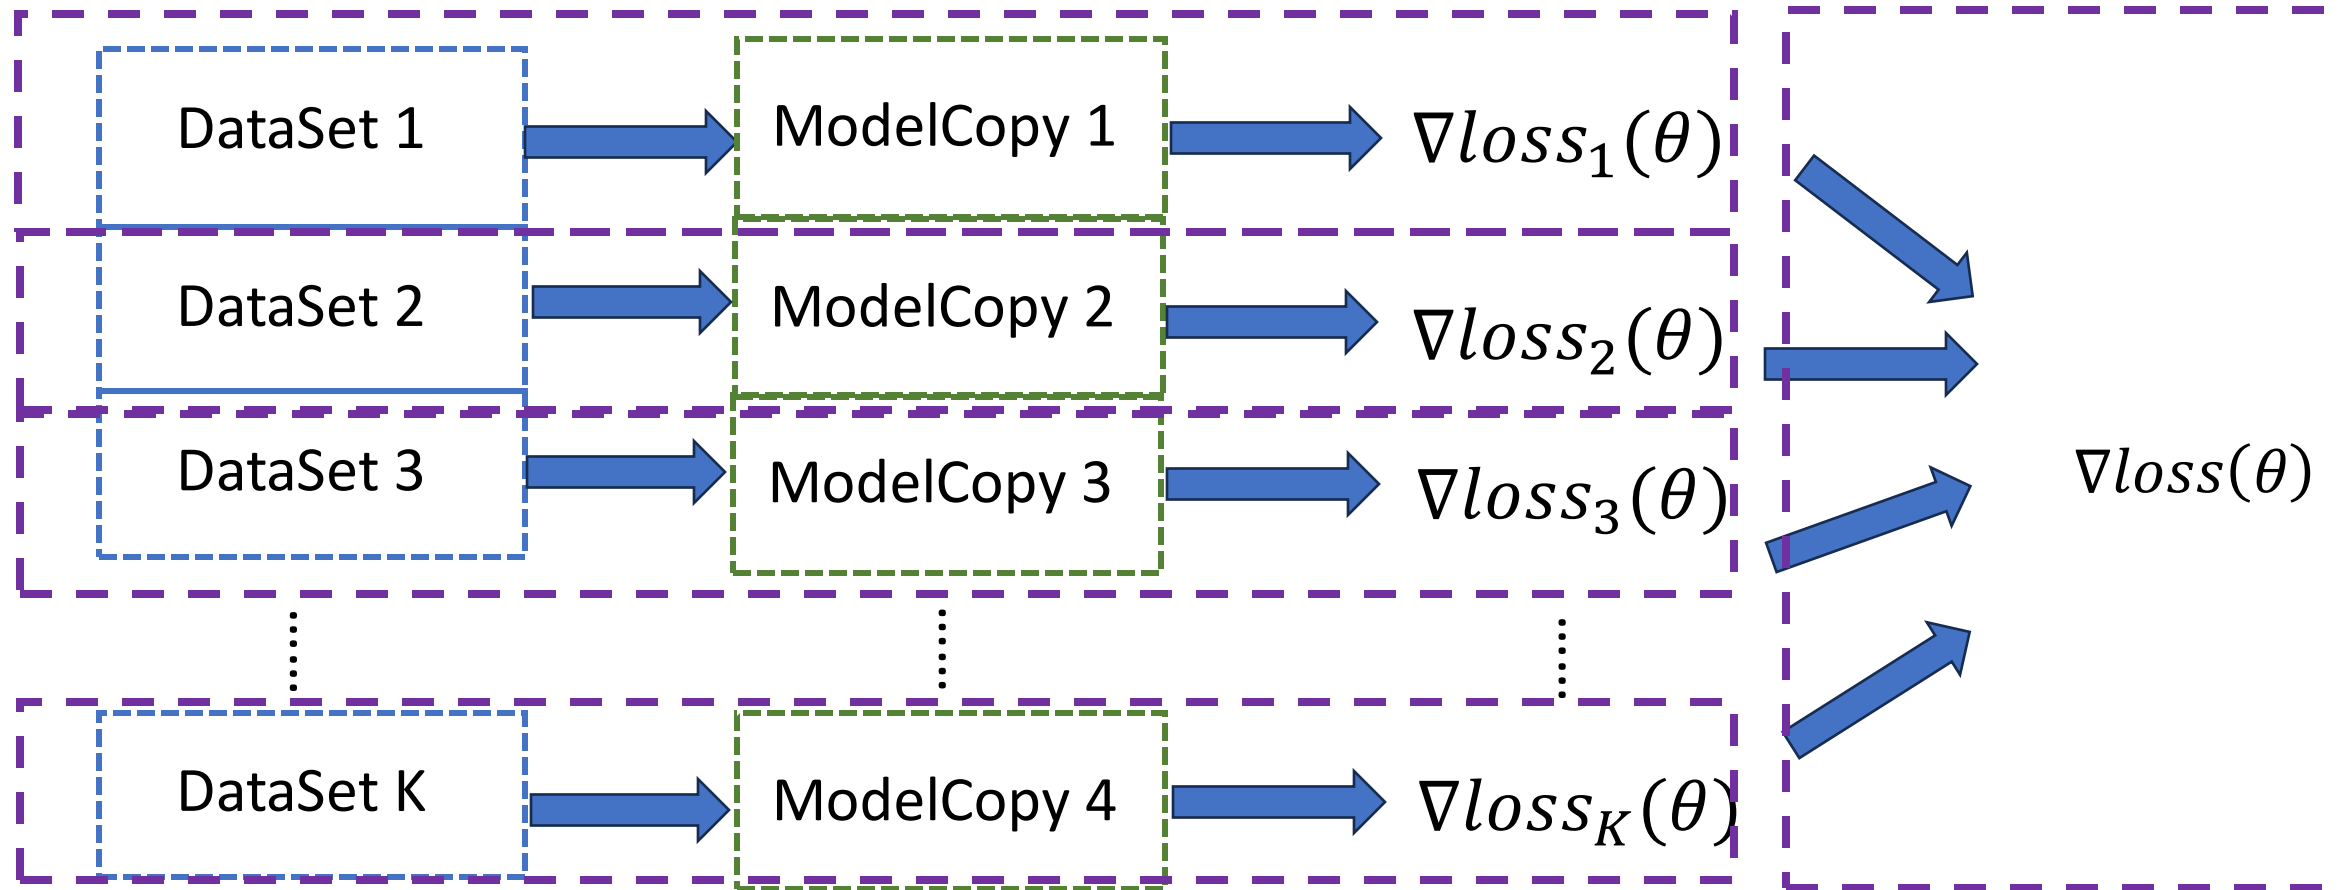 DataSet 1 ModelCopy 1 ∇loss₁(θ)
DataSet 2 ModelCopy 2 ∇loss₂(θ)
DataSet 3 ModelCopy 3 ∇loss₃(θ)
∇loss(θ)
DataSet K ModelCopy 4 ∇loss_K(θ)